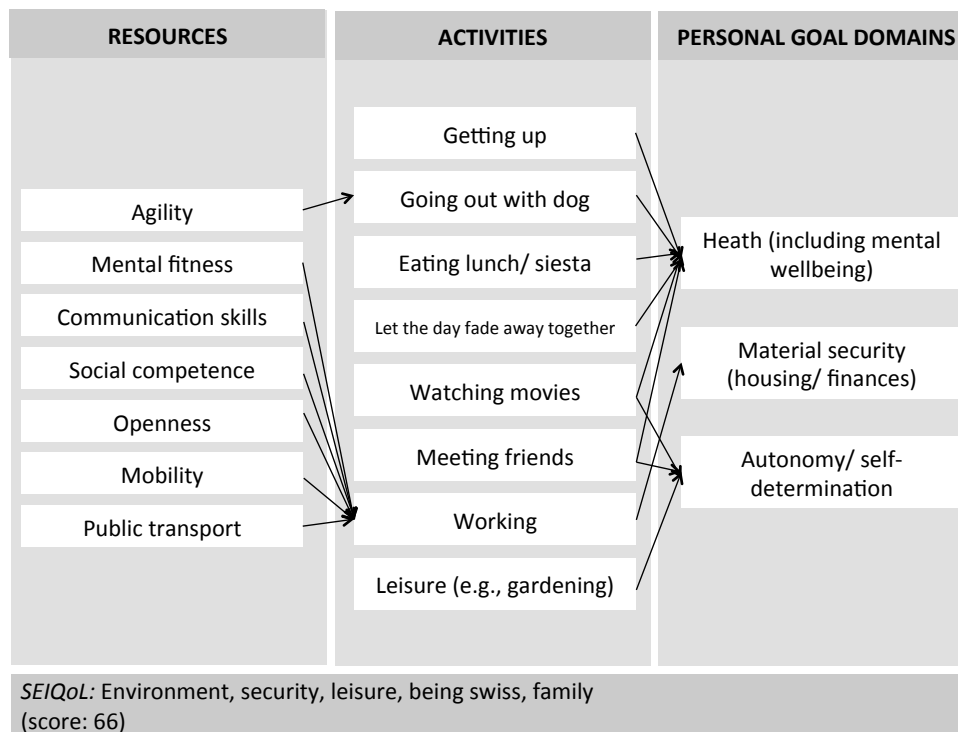 RESOURCES
Agility
Mental fitness
Communication skills
Social competence
Openness
Mobility
Public transport
ACTIVITIES
Getting up
Going out with dog
Eating lunch/ siesta
Let the day fade away together
Watching movies
Meeting friends
Working
Leisure (e.g., gardening)
PERSONAL GOAL DOMAINS
Heath (including mental
wellbeing)
Material security
(housing/ finances)
Autonomy/ self-
determination
SEIQoL: Environment, security, leisure, being swiss, family
(score: 66)